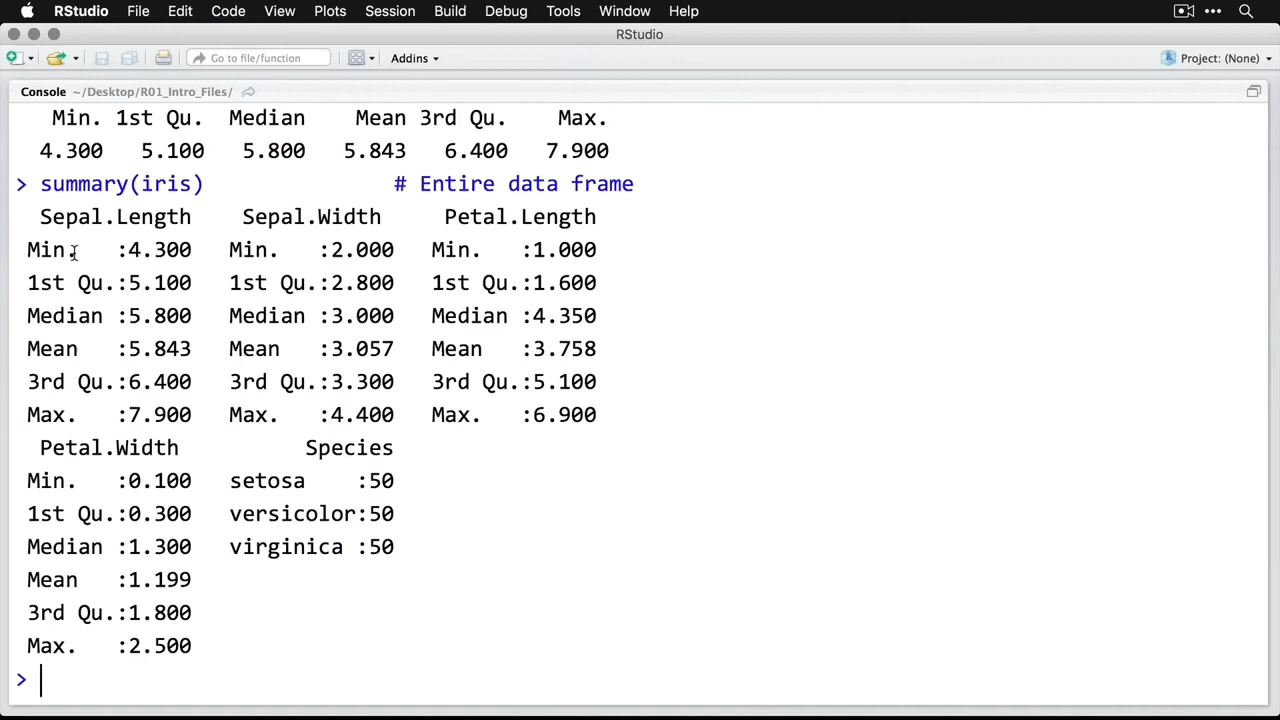 RStudio File Edit Code View Plots Session Build Debug Tools Window Help
RStudio
Go to file/function Addins Project: (None)
Console ~/Desktop/R01_Intro_Files/
Min. 1st Qu. Median Mean 3rd Qu. Max.
4.300 5.100 5.800 5.843 6.400 7.900
> summary(iris) # Entire data frame
Sepal.Length Sepal.Width Petal.Length
Min. :4.300 Min. :2.000 Min. :1.000
1st Qu.:5.100 1st Qu.:2.800 1st Qu.:1.600
Median :5.800 Median :3.000 Median :4.350
Mean :5.843 Mean :3.057 Mean :3.758
3rd Qu.:6.400 3rd Qu.:3.300 3rd Qu.:5.100
Max. :7.900 Max. :4.400 Max. :6.900
Petal.Width Species
Min. :0.100 setosa :50
1st Qu.:0.300 versicolor:50
Median :1.300 virginica :50
Mean :1.199
3rd Qu.:1.800
Max. :2.500
>